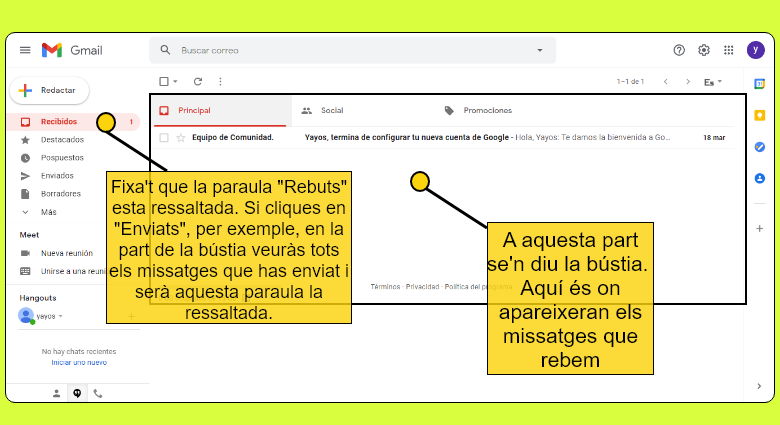 Gmail
Buscar correo
y
Redactar
1–1 de 1
Es
Recibidos 1
Destacados
Pospuestos
Enviados
Borradores
Más
Meet
Nueva reunión
Unirse a una reuni
Hangouts
yayos
No hay chats recientes
Iniciar uno nuevo
Principal
Social
Promociones
Equipo de Comunidad. Yayos, termina de configurar tu nueva cuenta de Google - Hola, Yayos: Te damos la bienvenida a Go... 18 mar
Fixa't que la paraula "Rebuts"
esta ressaltada. Si cliques en
"Enviats", per exemple, en la
part de la bústia veuràs tots
els missatges que has enviat i
serà aquesta paraula la
ressaltada.
A aquesta part
se'n diu la bústia.
Aquí és on
apareixeran els
missatges que
rebem
Términos · Privacidad · Política del programa